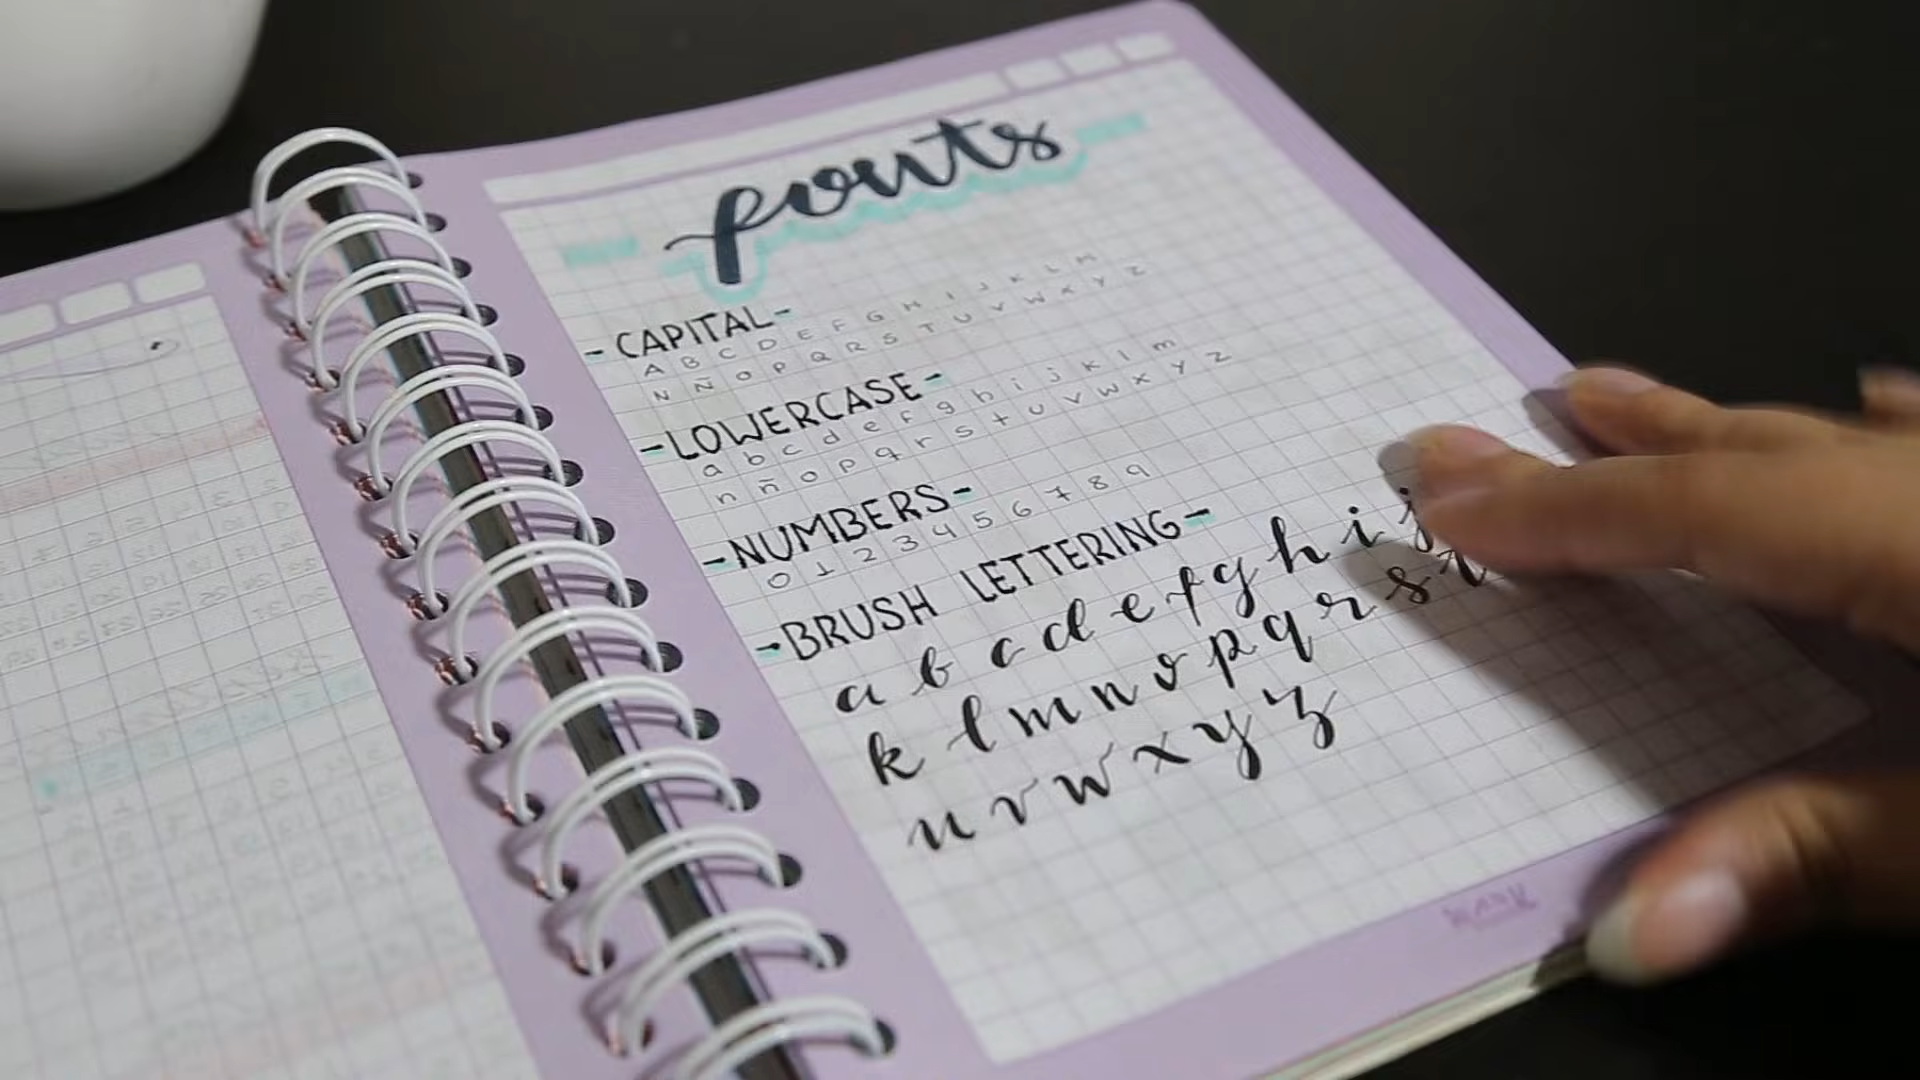 fonts
-CAPITAL-
A B C D E F G H I J K L M
N Ñ O P Q R S T U V W X Y Z
-LOWERCASE-
a b c d e f g h i j k l m
n ñ o p q r s t u v w x y z
-NUMBERS-
0 1 2 3 4 5 6 7 8 9
-BRUSH LETTERING-
a b c d e f g h i j
k l m n o p q r s t
u v w x y z